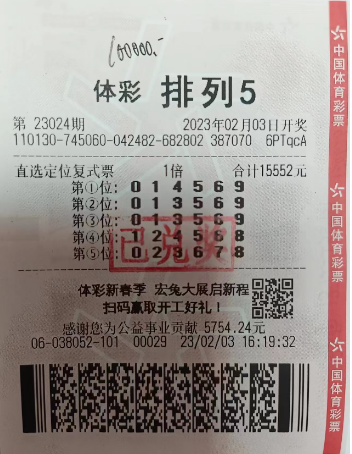 100000.-
体彩 排列5
第 23024期 2023年02月03日开奖
110130-745060-042482-682802 387070 6PTqcA
直选定位复式票 1倍 合计15552元
第①位: 0 1 4 5 6 9
第②位: 0 1 3 5 6 9
第③位: 0 1 3 5 6 9
第④位: 1 2 4 5 6 8
第⑤位: 0 2 3 6 7 8
已兑奖
体彩新春季 宏兔大展启新程
扫码赢取开工好礼！
感谢您为公益事业贡献 5754.24元
06-038052-101 00029 23/02/03 16:19:32
中国体育彩票
中国体育彩票
中国体育彩票